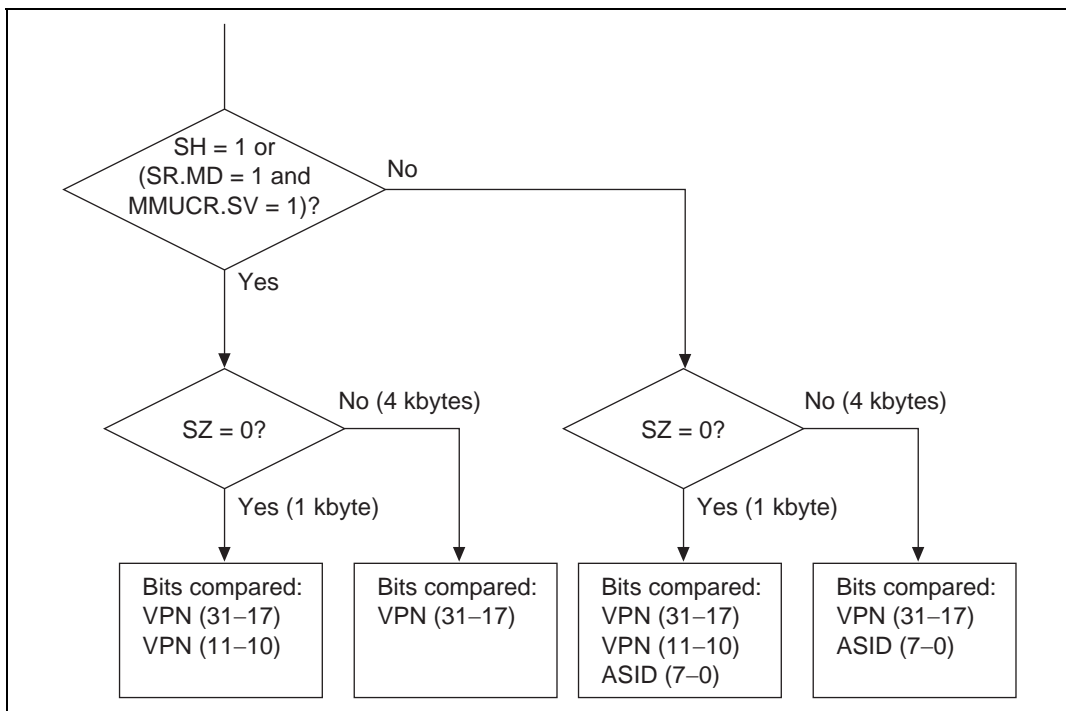 SH = 1 or
(SR.MD = 1 and
MMUCR.SV = 1)?
No
Yes
SZ = 0?
No (4 kbytes)
Yes (1 kbyte)
SZ = 0?
No (4 kbytes)
Yes (1 kbyte)
Bits compared:
VPN (31–17)
VPN (11–10)
Bits compared:
VPN (31–17)
Bits compared:
VPN (31–17)
VPN (11–10)
ASID (7–0)
Bits compared:
VPN (31–17)
ASID (7–0)